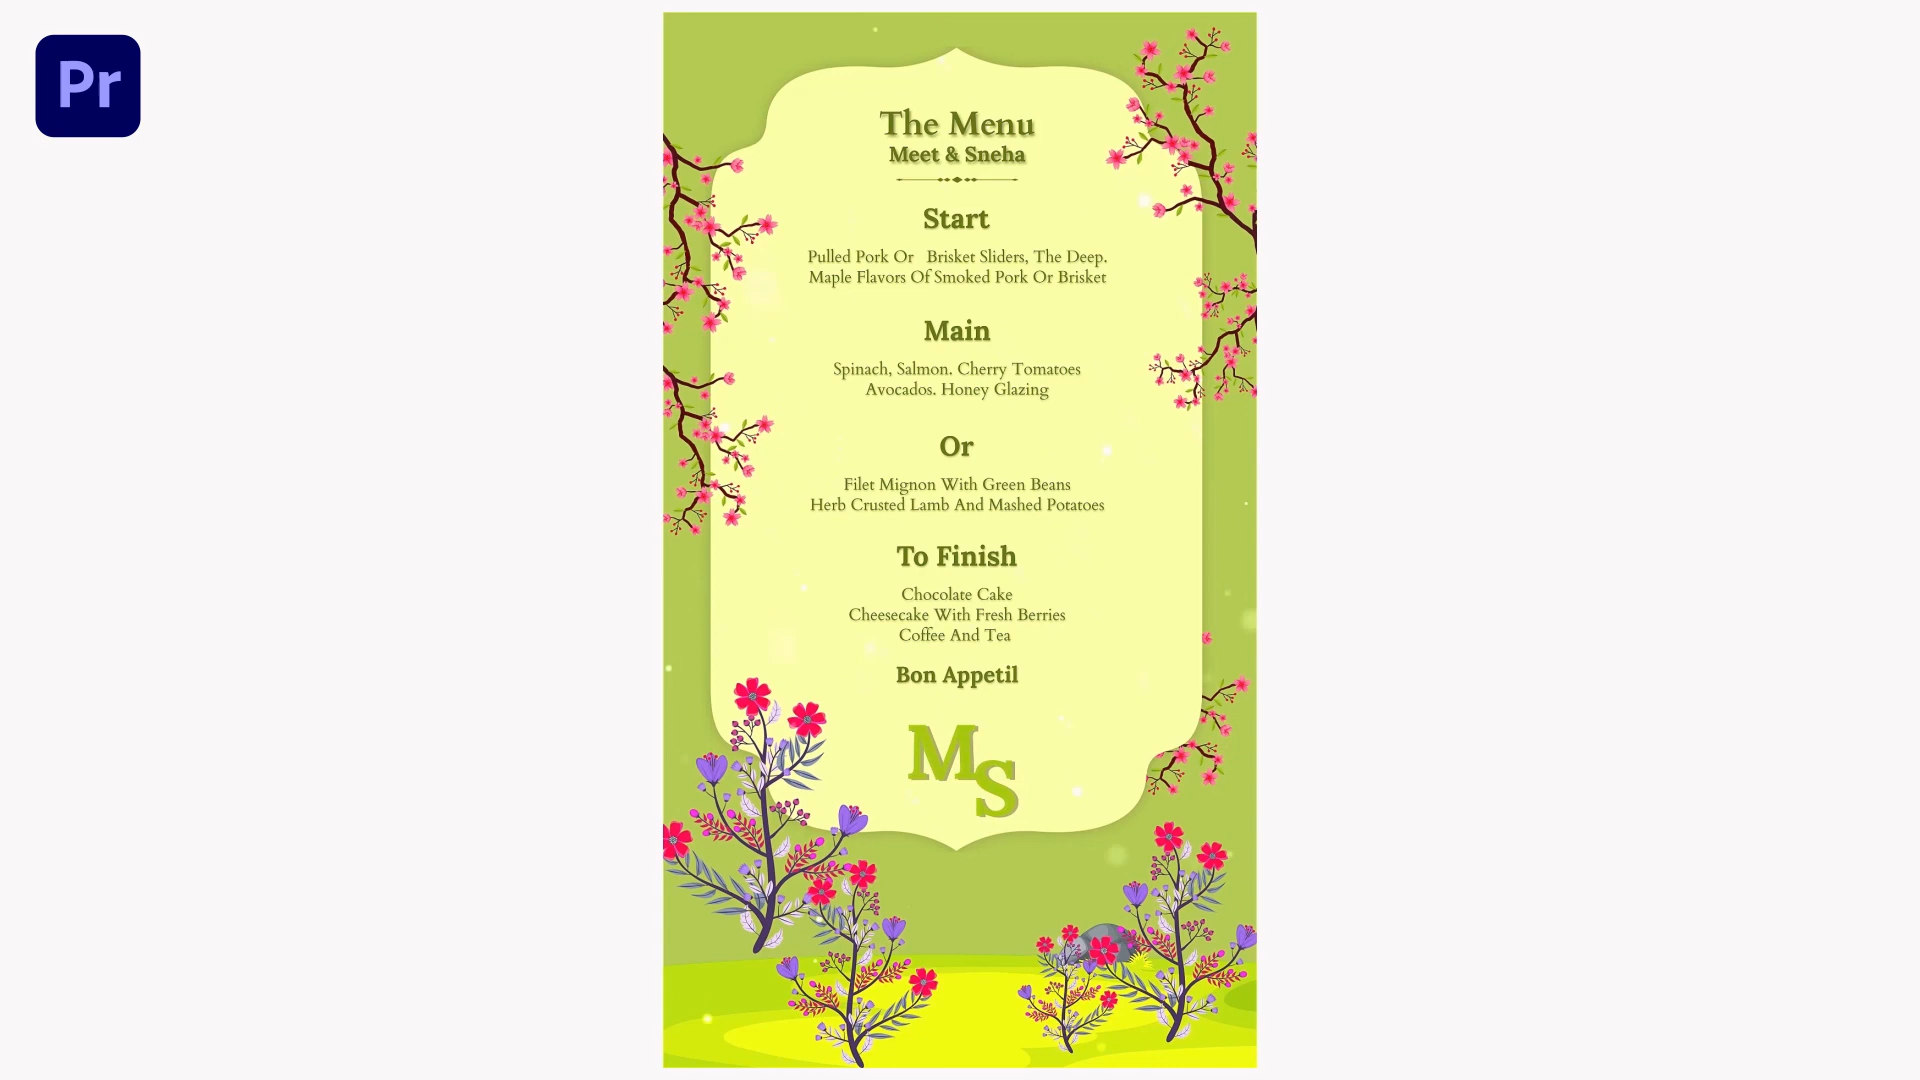 Pr
The Menu
Meet & Sneha
Start
Pulled Pork Or Brisket Sliders, The Deep.
Maple Flavors Of Smoked Pork Or Brisket
Main
Spinach, Salmon. Cherry Tomatoes
Avocados. Honey Glazing
Or
Filet Mignon With Green Beans
Herb Crusted Lamb And Mashed Potatoes
To Finish
Chocolate Cake
Cheesecake With Fresh Berries
Coffee And Tea
Bon Appetil
M
S